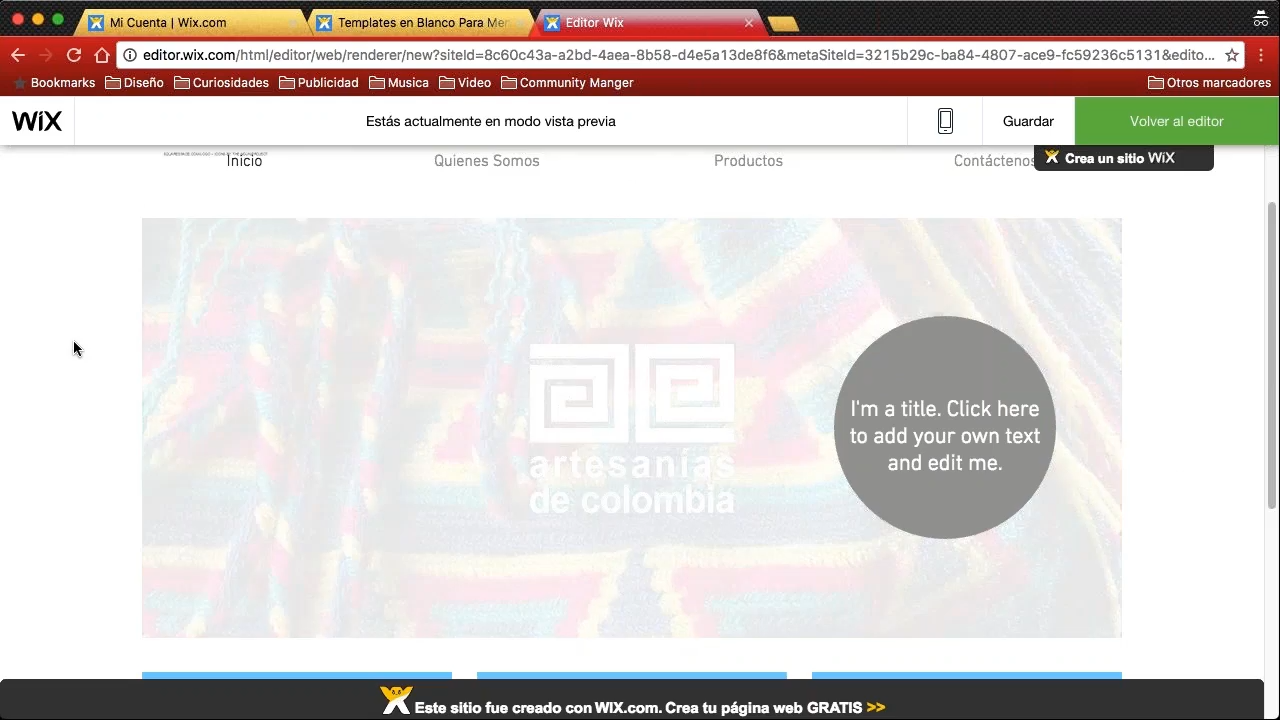 Mi Cuenta | Wix.com
Templates en Blanco Para Mer
Editor Wix
editor.wix.com/html/editor/web/renderer/new?siteId=8c60c43a-a2bd-4aea-8b58-d4e5a13de8f6&metaSiteId=3215b29c-ba84-4807-ace9-fc59236c5131&edito...
Bookmarks Diseño Curiosidades Publicidad Musica Video Community Manger Otros marcadores
WiX Estás actualmente en modo vista previa Guardar Volver al editor
Inicio Quienes Somos Productos Contáctenos
Crea un sitio WiX
I'm a title. Click here
to add your own text
and edit me.
artesanías
de colombia
Este sitio fue creado con WIX.com. Crea tu página web GRATIS >>